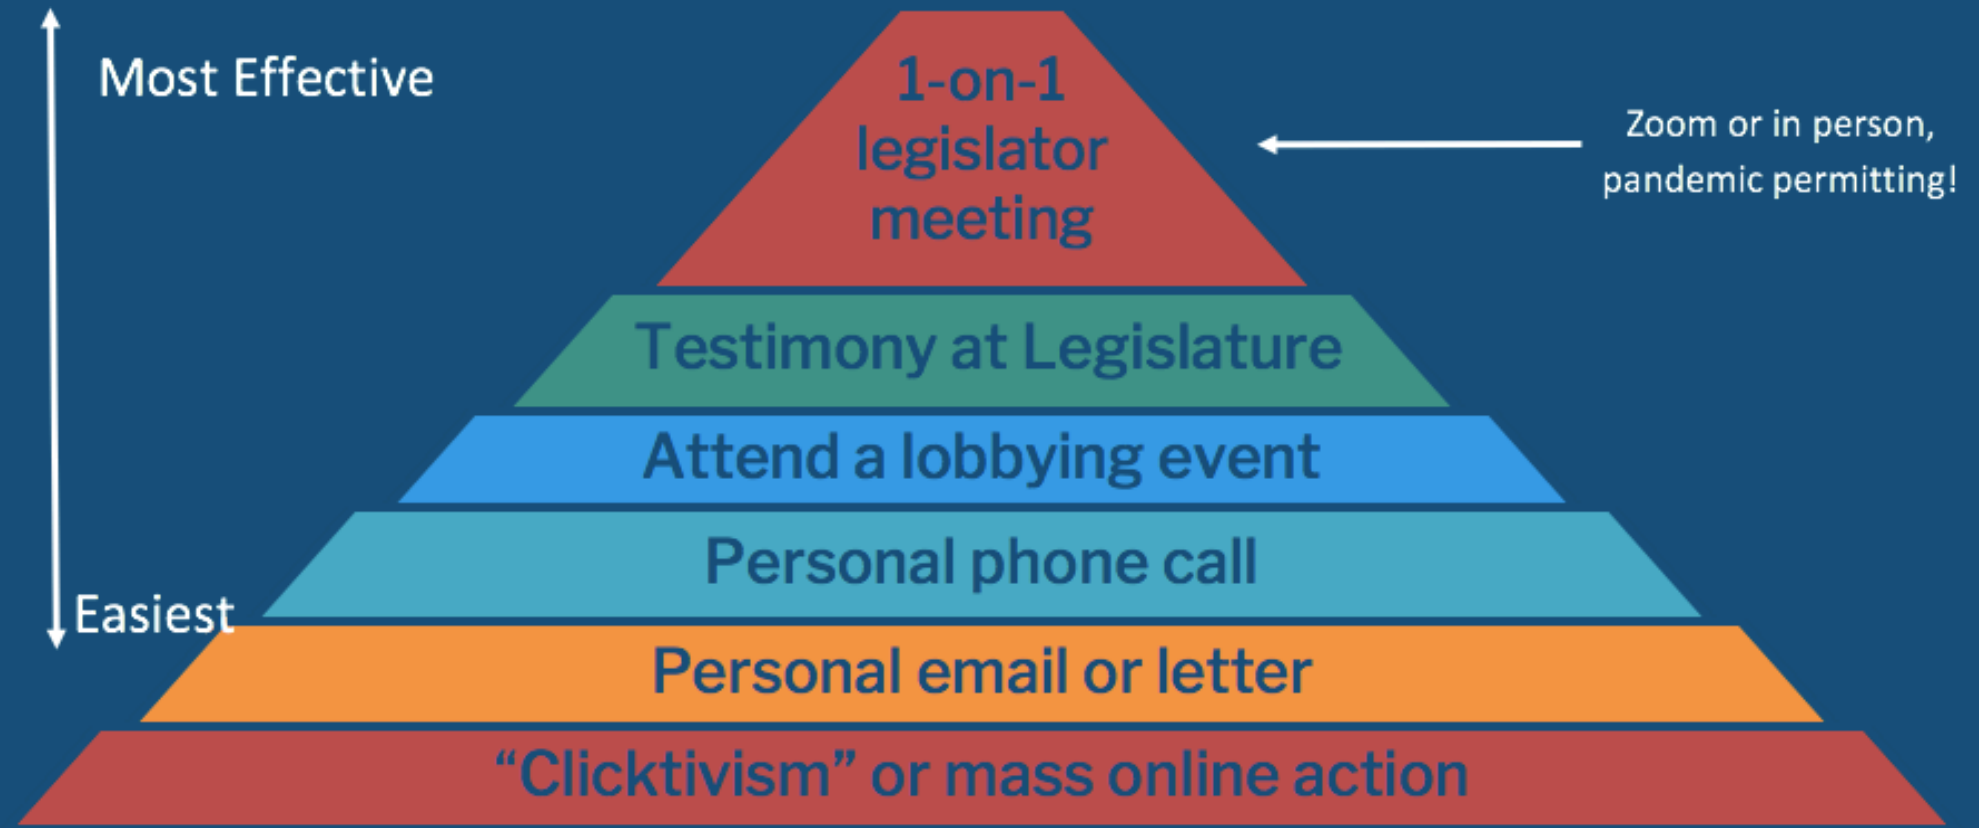 Most Effective
1-on-1
legislator
meeting
Zoom or in person,
pandemic permitting!
Testimony at Legislature
Attend a lobbying event
Personal phone call
Easiest
Personal email or letter
“Clicktivism” or mass online action